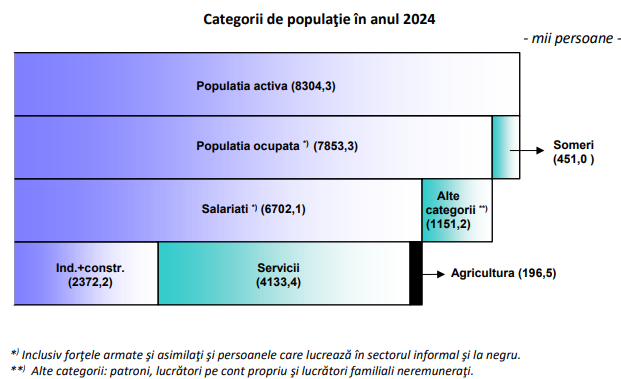 Categorii de populaţie în anul 2024
- mii persoane -
Populatia activa (8304,3)
Populatia ocupata *) (7853,3)
Someri
(451,0 )
Salariati *) (6702,1)
Alte
categorii **)
(1151,2)
Ind.+constr.
(2372,2)
Servicii
(4133,4)
Agricultura (196,5)
*) Inclusiv forţele armate şi asimilaţi şi persoanele care lucrează în sectorul informal şi la negru.
**) Alte categorii: patroni, lucrători pe cont propriu şi lucrători familiali neremuneraţi.